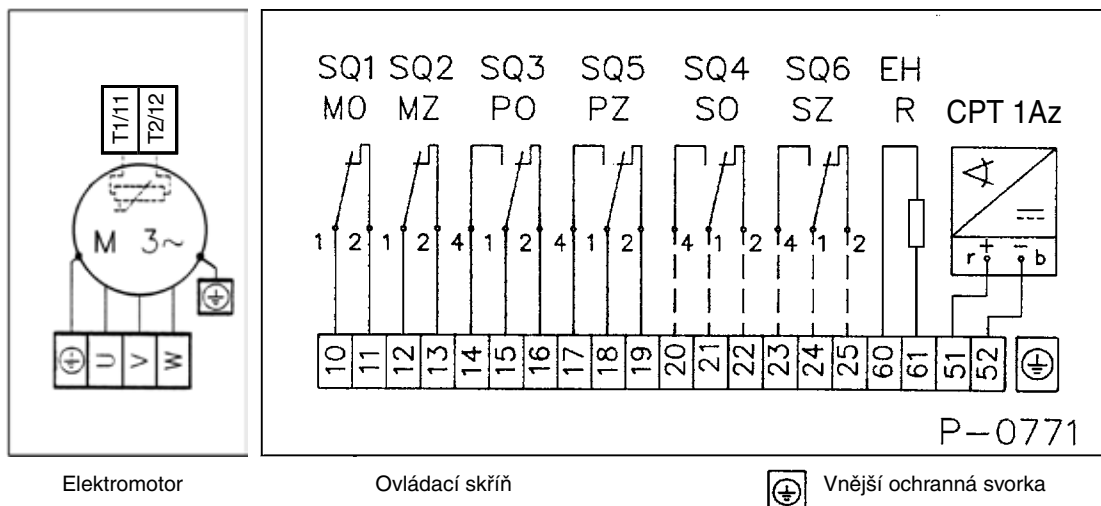 SQ1 SQ2 SQ3 SQ5 SQ4 SQ6 EH
MO MZ PO PZ SO SZ R CPT 1Az
T1/11 T2/12
M 3~
1 2 1 2 4 1 2 4 1 2 4 1 2 4 1 2 r + − b
U V W
10 11 12 13 14 15 16 17 18 19 20 21 22 23 24 25 60 61 51 52
P-0771
Elektromotor
Ovládací skříň
Vnější ochranná svorka